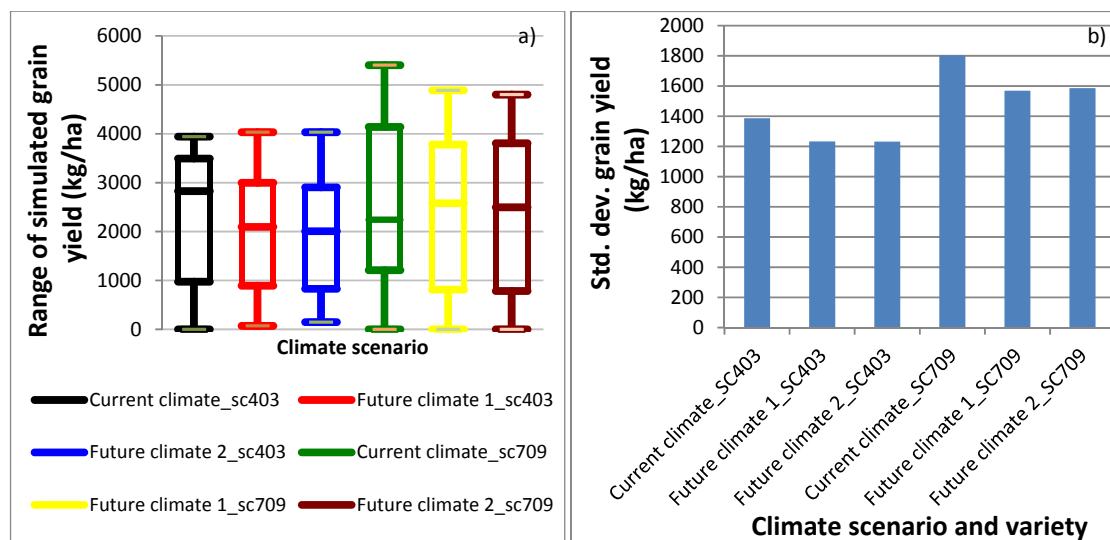 a)
Range of simulated grain
yield (kg/ha)
6000
5000
4000
3000
2000
1000
0
Climate scenario
Current climate_sc403
Future climate 1_sc403
Future climate 2_sc403
Current climate_sc709
Future climate 1_sc709
Future climate 2_sc709
b)
Std. dev. grain yield
(kg/ha)
2000
1800
1600
1400
1200
1000
800
600
400
200
0
Current climate_SC403
Future climate 1_SC403
Future climate 2_SC403
Current climate_SC709
Future climate 1_SC709
Future climate 2_SC709
Climate scenario and variety